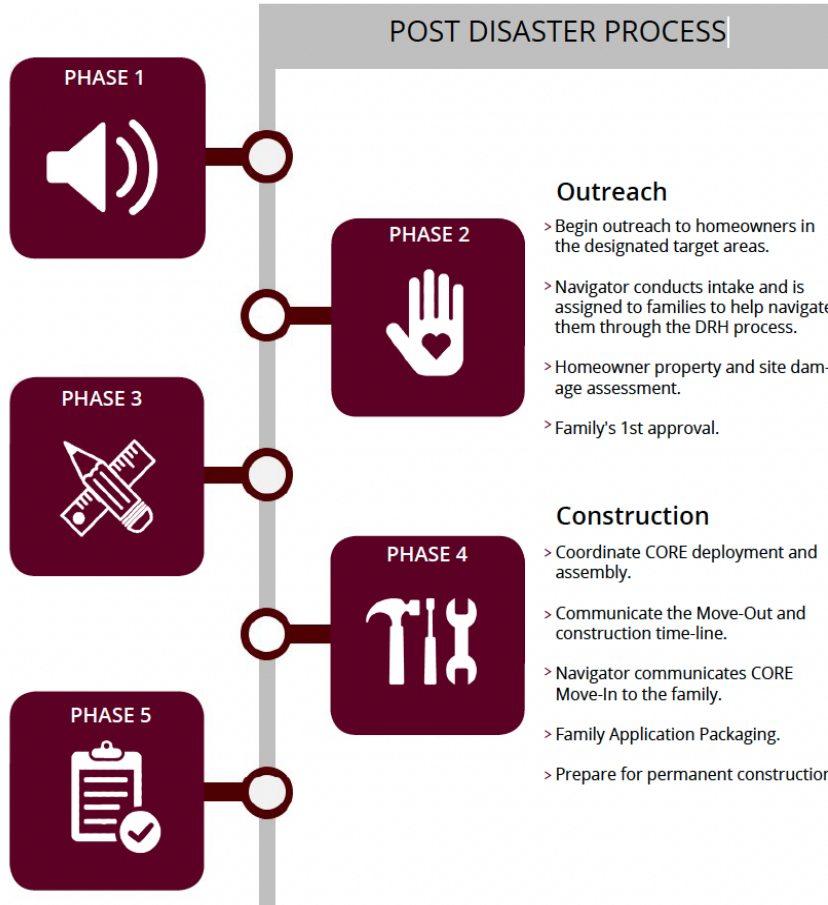 POST DISASTER PROCESS
PHASE 1
PHASE 2
Outreach
> Begin outreach to homeowners in
the designated target areas.
> Navigator conducts intake and is
assigned to families to help navigate
them through the DRH process.
> Homeowner property and site dam-
age assessment.
> Family's 1st approval.
PHASE 3
PHASE 4
Construction
> Coordinate CORE deployment and
assembly.
> Communicate the Move-Out and
construction time-line.
> Navigator communicates CORE
Move-In to the family.
> Family Application Packaging.
> Prepare for permanent construction
PHASE 5